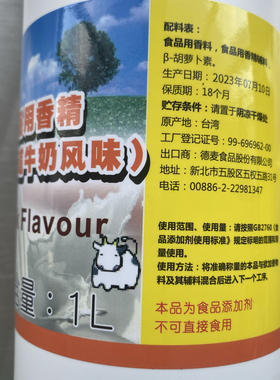 配料表：
食品用香料，食品用香精辅料，
β-胡萝卜素。
生产日期：2023年07月10日
保质期：18个月
贮存条件：请置于阴凉干燥处
原产地：台湾
工厂登记证号：99-696962-00
出口商：德麦食品股份有限公司
地址：新北市五股区五权五路31号
电话：00886-2-22981347
用香精
牛奶风味）
Flavour
量：1L
使用范围、使用量：请按照GB2760《食
品添加剂使用标准》规定标明的范围和用
量使用。
使用方法：将准确称量的本品与欲加香
料及其辅料混合后进入下一个工序。
本品为食品添加剂
不可直接食用